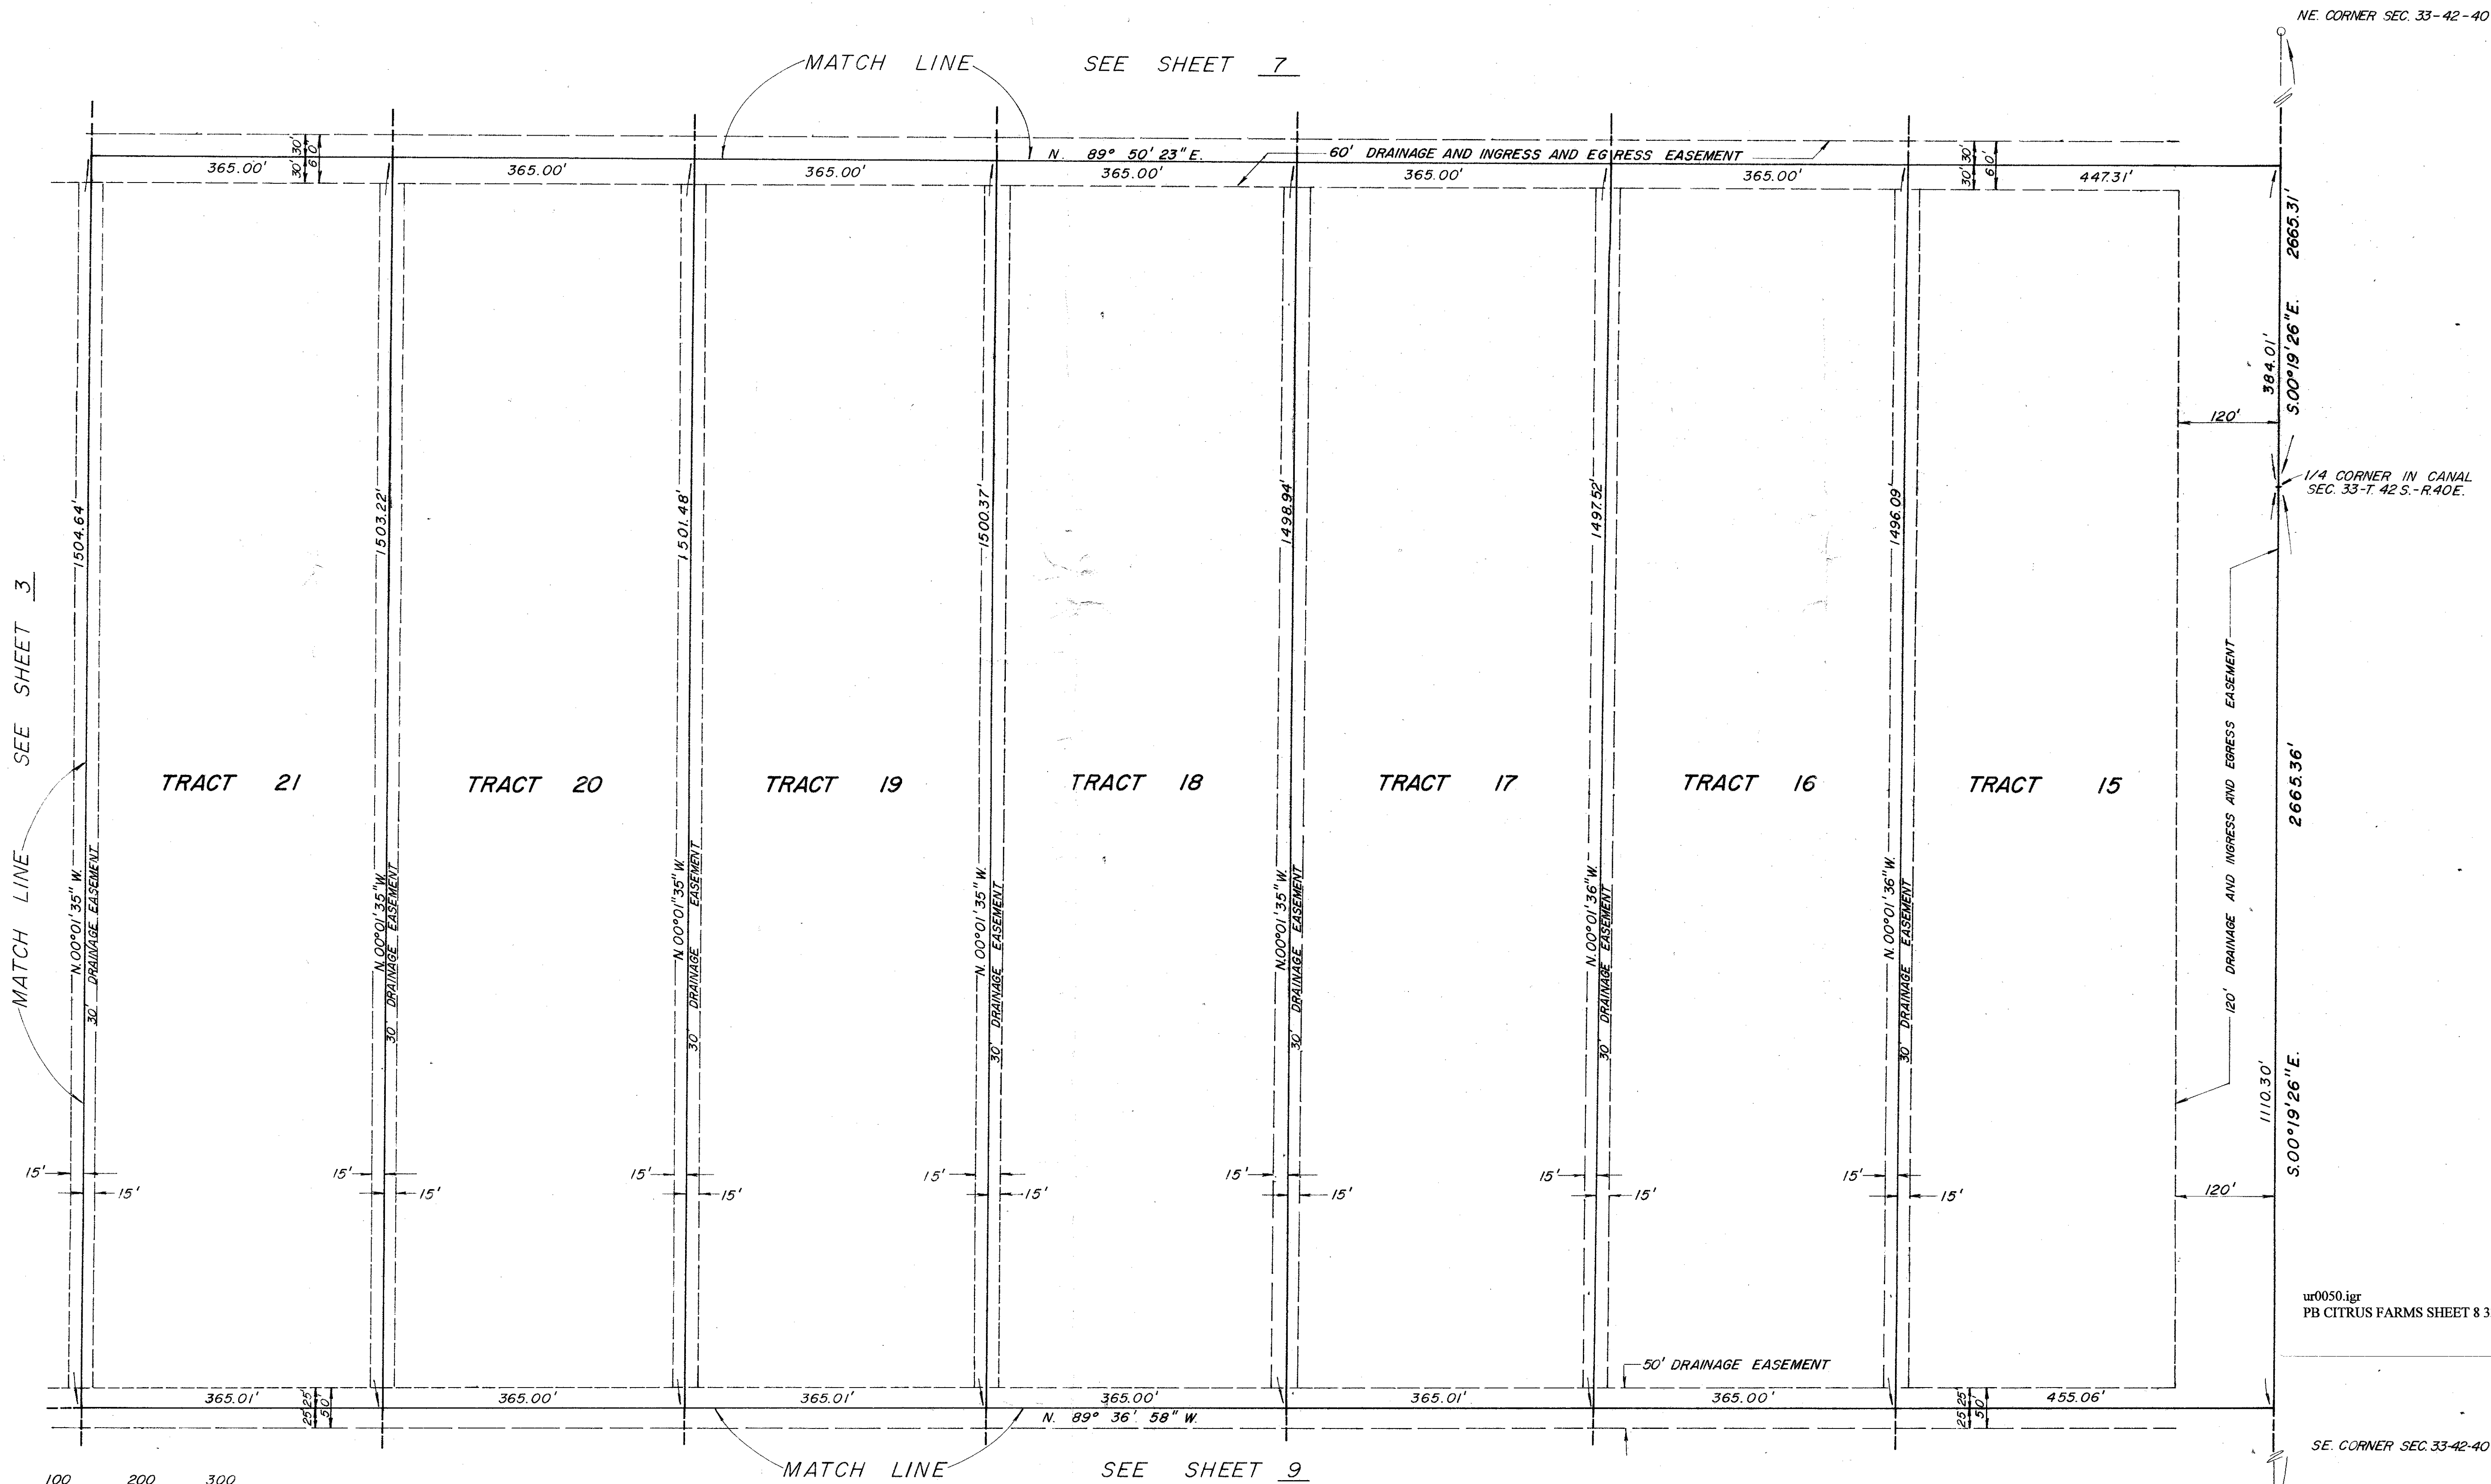 NE. CORNER SEC. 33-42-40
MATCH LINE SEE SHEET 7
30' 30' 60'
N. 89° 50' 23" E. 60' DRAINAGE AND INGRESS AND EGRESS EASEMENT
30' 30' 60'
365.00' 365.00' 365.00' 365.00' 365.00' 365.00' 447.31'
2665.31'
S.00°19'26"E.
384.01'
120'
1/4 CORNER IN CANAL
SEC. 33-T. 42 S.-R.40E.
1504.64' 1503.22' 1501.48' 1500.37' 1498.94' 1497.52' 1496.09'
MATCH LINE SEE SHEET 3
TRACT 21 TRACT 20 TRACT 19 TRACT 18 TRACT 17 TRACT 16 TRACT 15
120' DRAINAGE AND INGRESS AND EGRESS EASEMENT
2665.36'
N.00°01'35"W.
30' DRAINAGE EASEMENT
N.00°01'35"W.
30' DRAINAGE EASEMENT
N.00°01"35'W.
30' DRAINAGE EASEMENT
N.00°01'35"W.
30' DRAINAGE EASEMENT
N.00°01'35"W.
30' DRAINAGE EASEMENT
N.00°01'36"W.
30' DRAINAGE EASEMENT
N.00°01'36"W.
30' DRAINAGE EASEMENT
1110.30'
S.00°19'26"E.
15' 15' 15' 15' 15' 15' 15'
15' 15' 15' 15' 15' 15' 15'
120'
ur0050.igr
PB CITRUS FARMS SHEET 8 3
50' DRAINAGE EASEMENT
365.01' 365.00' 365.01' 365.00' 365.01' 365.00' 455.06'
25' 25' 50'
25' 25' 50'
N. 89° 36' 58" W.
SE. CORNER SEC. 33-42-40
MATCH LINE SEE SHEET 9
100 200 300